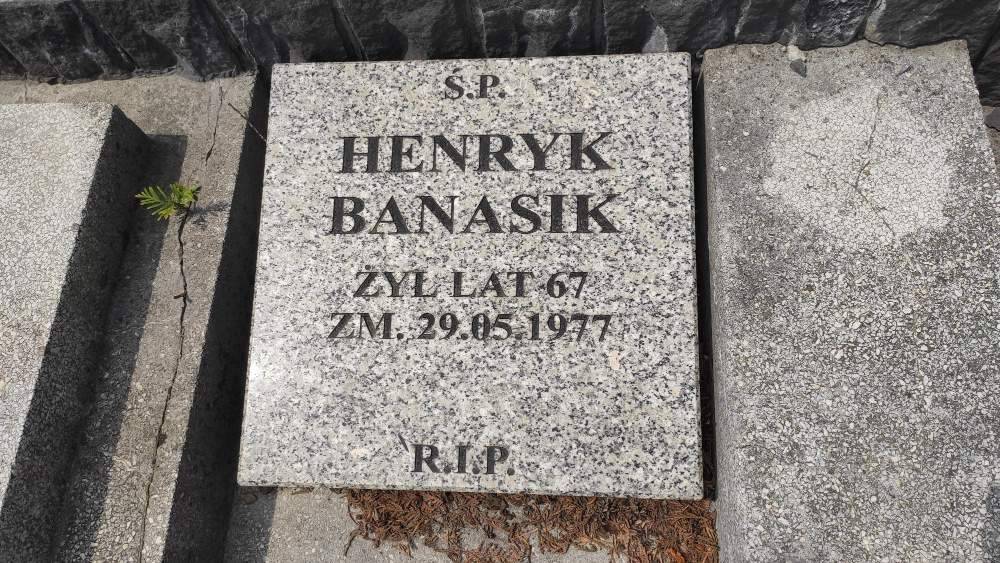 Ś.P.
HENRYK
BANASIK
ŻYŁ LAT 67
ZM. 29.05.1977
R.I.P.